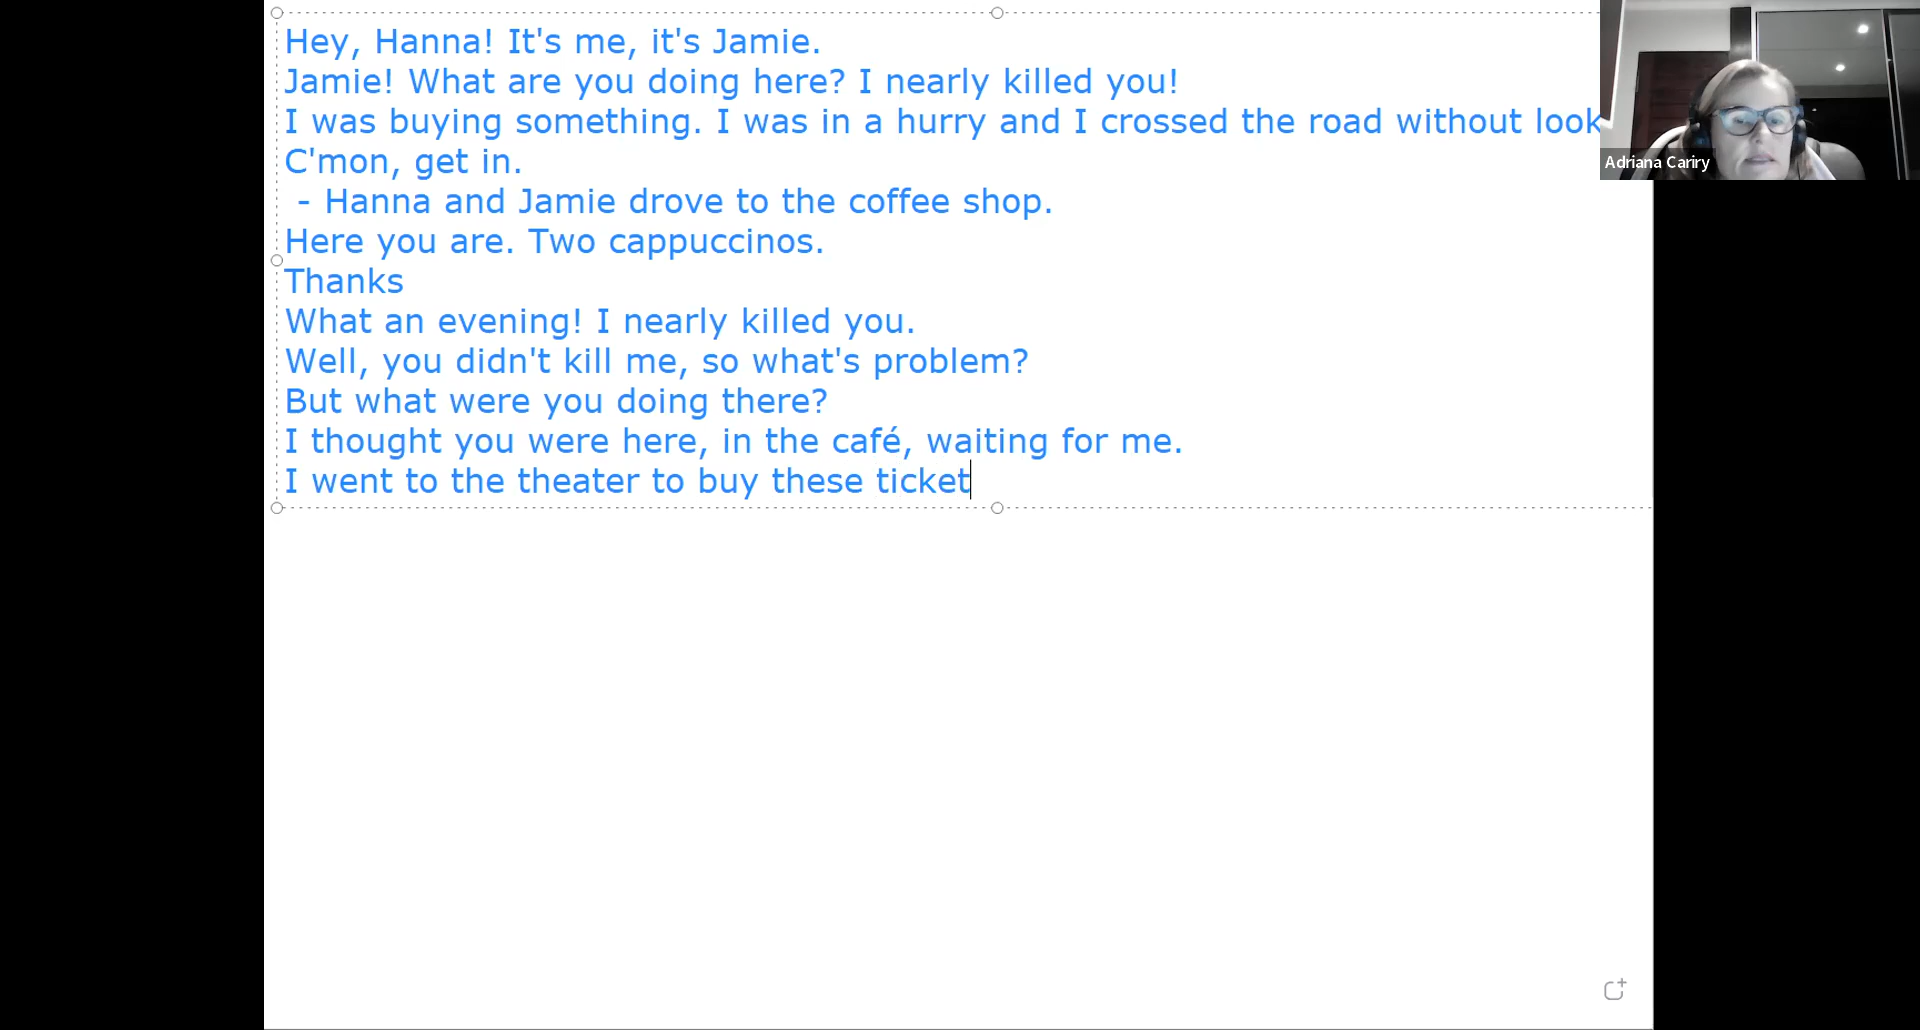 Hey, Hanna! It's me, it's Jamie.
Jamie! What are you doing here? I nearly killed you!
I was buying something. I was in a hurry and I crossed the road without look
C'mon, get in.
- Hanna and Jamie drove to the coffee shop.
Here you are. Two cappuccinos.
Thanks
What an evening! I nearly killed you.
Well, you didn't kill me, so what's problem?
But what were you doing there?
I thought you were here, in the café, waiting for me.
I went to the theater to buy these ticket
Adriana Cariry